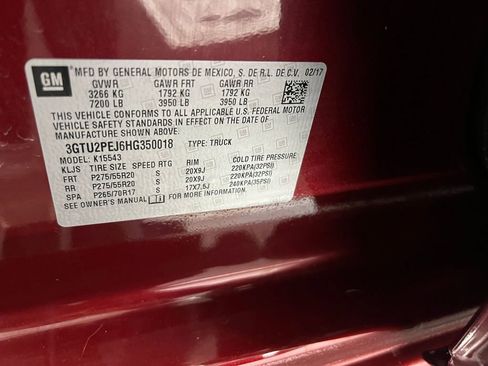 GM
MFD BY GENERAL MOTORS DE MEXICO, S. DE R.L. DE C.V. 02/17
GVWR GAWR FRT GAWR RR
3266 KG 1792 KG 1792 KG
7200 LB 3950 LB 3950 LB
THIS VEHICLE CONFORMS TO ALL APPLICABLE U.S. FEDERAL MOTOR
VEHICLE SAFETY STANDARDS IN EFFECT ON THE DATE OF
MANUFACTURE SHOWN ABOVE.
3GTU2PEJ6HG350018 TYPE: TRUCK
MODEL: K15543
KLJS TIRE SIZE SPEED RTG RIM COLD TIRE PRESSURE
FRT P275/55R20 S 20X9J 220KPA(32PSI)
RR P275/55R20 S 20X9J 220KPA(32PSI)
SPA P265/70R17 S 17X7.5J 240KPA(35PSI)
SEE OWNER'S MANUAL FOR MORE INFORMATION.